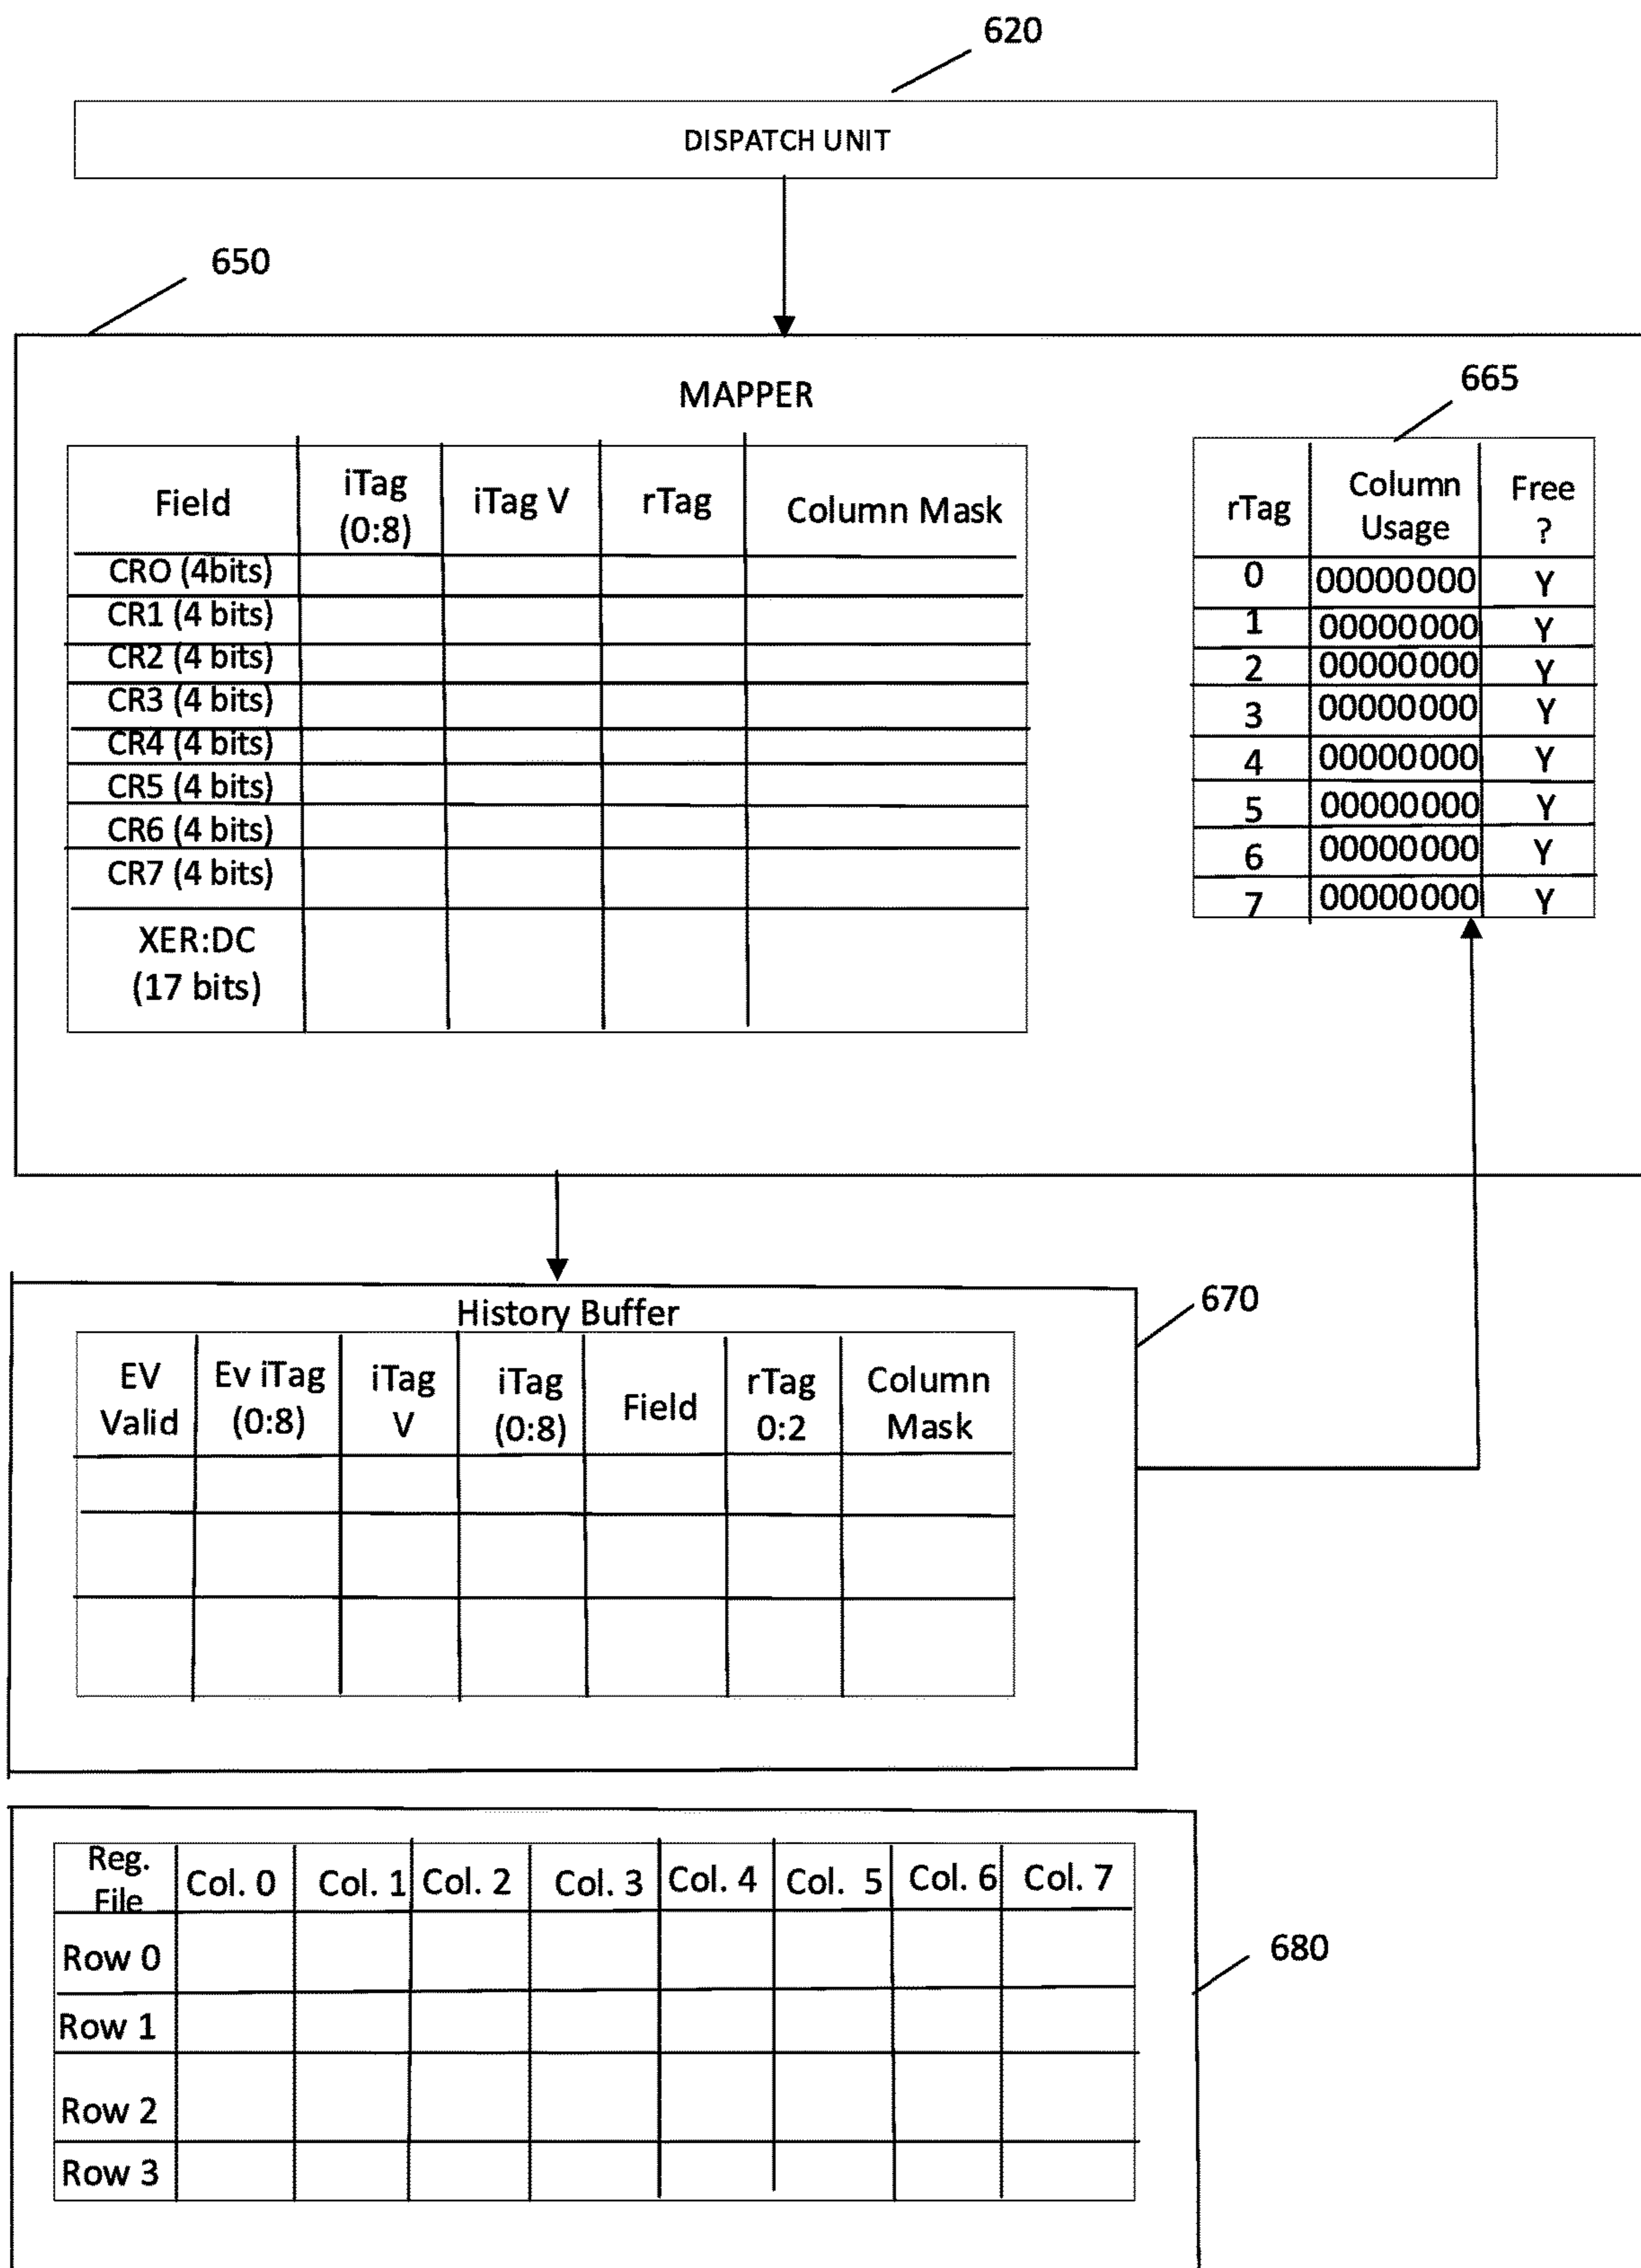 620
DISPATCH UNIT
650
MAPPER
665
Field iTag (0:8) iTag V rTag Column Mask
CRO (4bits)
CR1 (4 bits)
CR2 (4 bits)
CR3 (4 bits)
CR4 (4 bits)
CR5 (4 bits)
CR6 (4 bits)
CR7 (4 bits)
XER:DC
(17 bits)
rTag Column Usage Free ?
0 00000000 Y
1 00000000 Y
2 00000000 Y
3 00000000 Y
4 00000000 Y
5 00000000 Y
6 00000000 Y
7 00000000 Y
History Buffer
670
EV Valid Ev iTag (0:8) iTag V iTag (0:8) Field rTag 0:2 Column Mask
Reg. File Col. 0 Col. 1 Col. 2 Col. 3 Col. 4 Col. 5 Col. 6 Col. 7
Row 0
680
Row 1
Row 2
Row 3